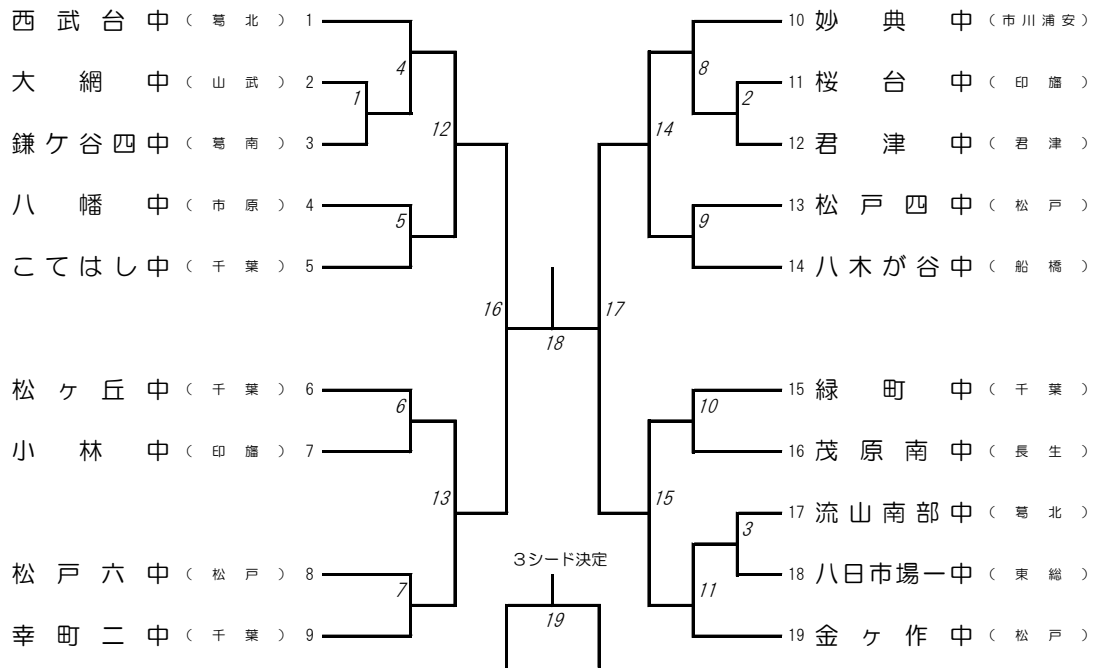 西武台中（葛北）1
大網中（山武）2
鎌ケ谷四中（葛南）3
八幡中（市原）4
こてはし中（千葉）5
松ヶ丘中（千葉）6
小林中（印旛）7
松戸六中（松戸）8
幸町二中（千葉）9
1
4
5
12
6
7
13
16
18
3シード決定
19
17
14
8
2
9
10
15
3
11
10 妙典中（市川浦安）
11 桜台中（印旛）
12 君津中（君津）
13 松戸四中（松戸）
14 八木が谷中（船橋）
15 緑町中（千葉）
16 茂原南中（長生）
17 流山南部中（葛北）
18 八日市場一中（東総）
19 金ヶ作中（松戸）